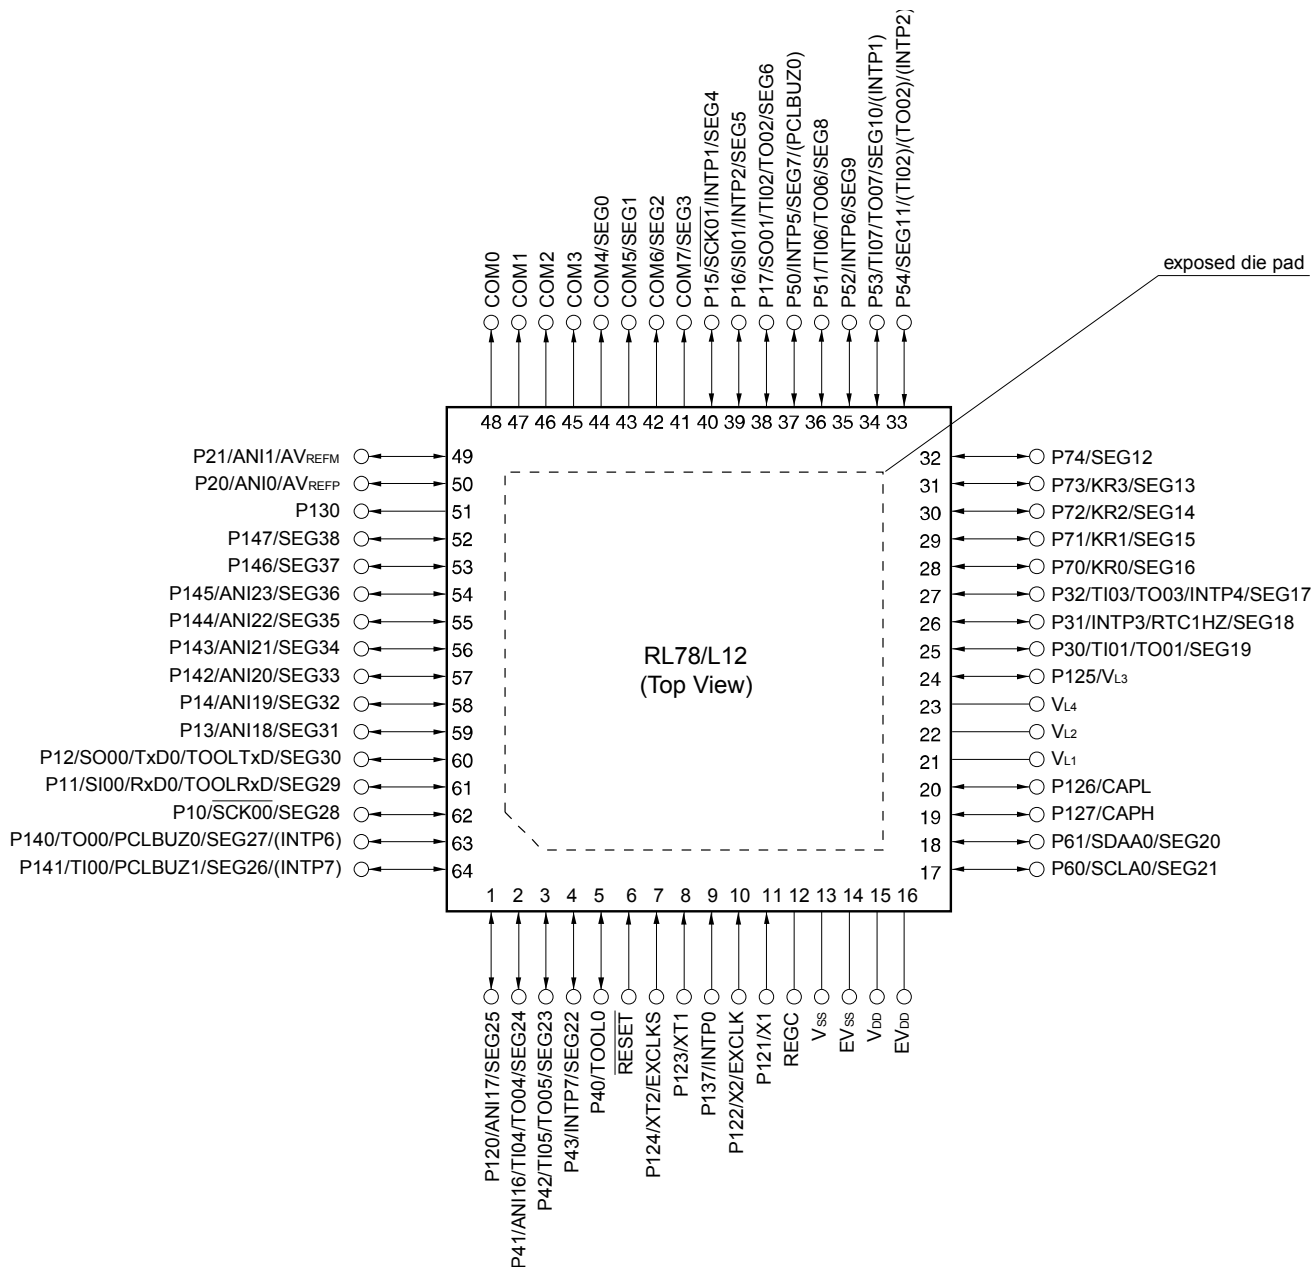 COM0
COM1
COM2
COM3
COM4/SEG0
COM5/SEG1
COM6/SEG2
COM7/SEG3
P15/S̅C̅K̅0̅1̅/INTP1/SEG4
P16/SI01/INTP2/SEG5
P17/SO01/TI02/TO02/SEG6
P50/INTP5/SEG7/(PCLBUZ0)
P51/TI06/TO06/SEG8
P52/INTP6/SEG9
P53/TI07/TO07/SEG10/(INTP1)
P54/SEG11/(TI02)/(TO02)/(INTP2)
exposed die pad
48 47 46 45 44 43 42 41 40 39 38 37 36 35 34 33
P21/ANI1/AVREFM 49
P20/ANI0/AVREFP 50
P130 51
P147/SEG38 52
P146/SEG37 53
P145/ANI23/SEG36 54
P144/ANI22/SEG35 55
P143/ANI21/SEG34 56
P142/ANI20/SEG33 57
P14/ANI19/SEG32 58
P13/ANI18/SEG31 59
P12/SO00/TxD0/TOOLTxD/SEG30 60
P11/SI00/RxD0/TOOLRxD/SEG29 61
P10/S̅C̅K̅0̅0̅/SEG28 62
P140/TO00/PCLBUZ0/SEG27/(INTP6) 63
P141/TI00/PCLBUZ1/SEG26/(INTP7) 64
RL78/L12
(Top View)
32 P74/SEG12
31 P73/KR3/SEG13
30 P72/KR2/SEG14
29 P71/KR1/SEG15
28 P70/KR0/SEG16
27 P32/TI03/TO03/INTP4/SEG17
26 P31/INTP3/RTC1HZ/SEG18
25 P30/TI01/TO01/SEG19
24 P125/VL3
23 VL4
22 VL2
21 VL1
20 P126/CAPL
19 P127/CAPH
18 P61/SDAA0/SEG20
17 P60/SCLA0/SEG21
1 2 3 4 5 6 7 8 9 10 11 12 13 14 15 16
P120/ANI17/SEG25
P41/ANI16/TI04/TO04/SEG24
P42/TI05/TO05/SEG23
P43/INTP7/SEG22
P40/TOOL0
R̅E̅S̅E̅T̅
P124/XT2/EXCLKS
P123/XT1
P137/INTP0
P122/X2/EXCLK
P121/X1
REGC
VSS
EVSS
VDD
EVDD